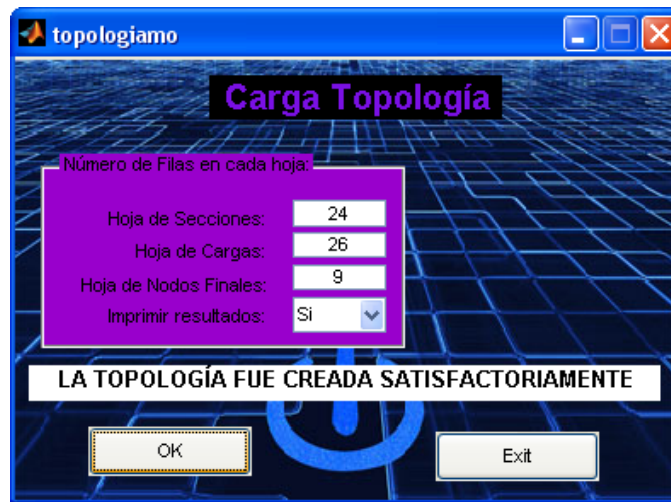 topologiamo
Carga Topología
Número de Filas en cada hoja:
Hoja de Secciones: 24
Hoja de Cargas: 26
Hoja de Nodos Finales: 9
Imprimir resultados: Si
LA TOPOLOGÍA FUE CREADA SATISFACTORIAMENTE
OK Exit